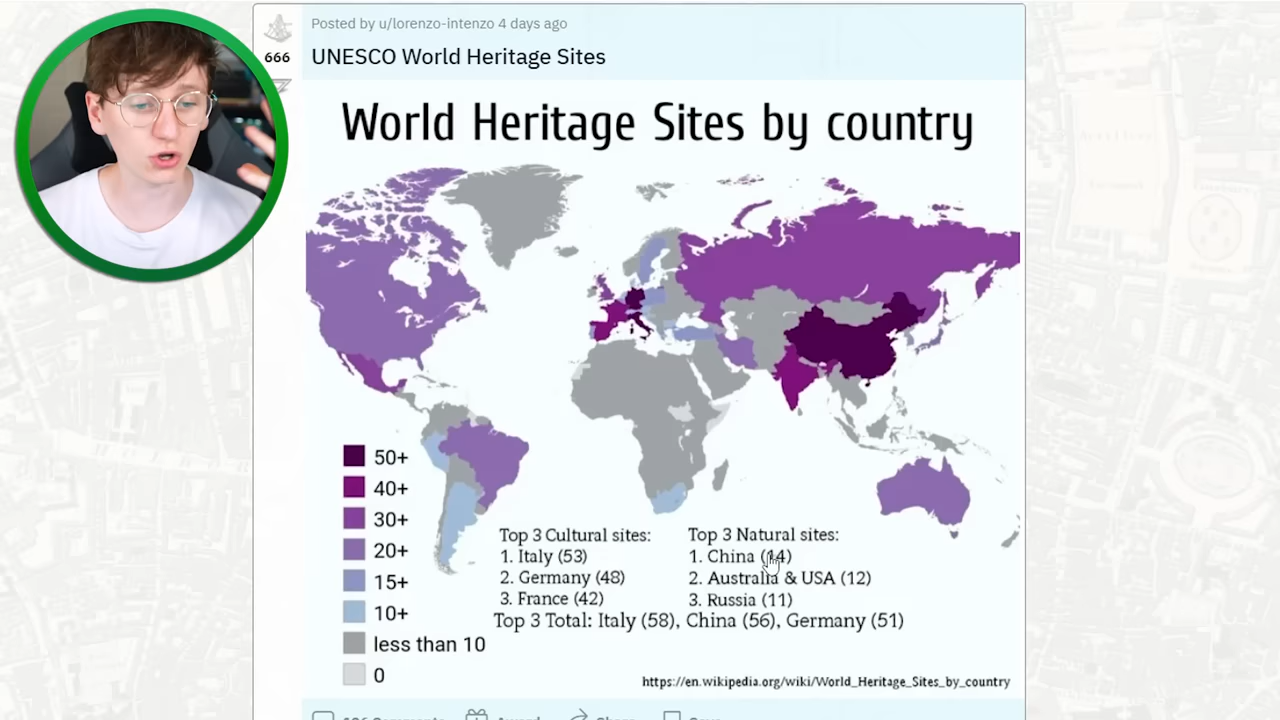 Posted by u/lorenzo-intenzo 4 days ago
666
UNESCO World Heritage Sites
World Heritage Sites by country
50+
40+
30+
20+
15+
10+
less than 10
0
Top 3 Cultural sites:
1. Italy (53)
2. Germany (48)
3. France (42)
Top 3 Natural sites:
1. China (14)
2. Australia & USA (12)
3. Russia (11)
Top 3 Total: Italy (58), China (56), Germany (51)
https://en.wikipedia.org/wiki/World_Heritage_Sites_by_country